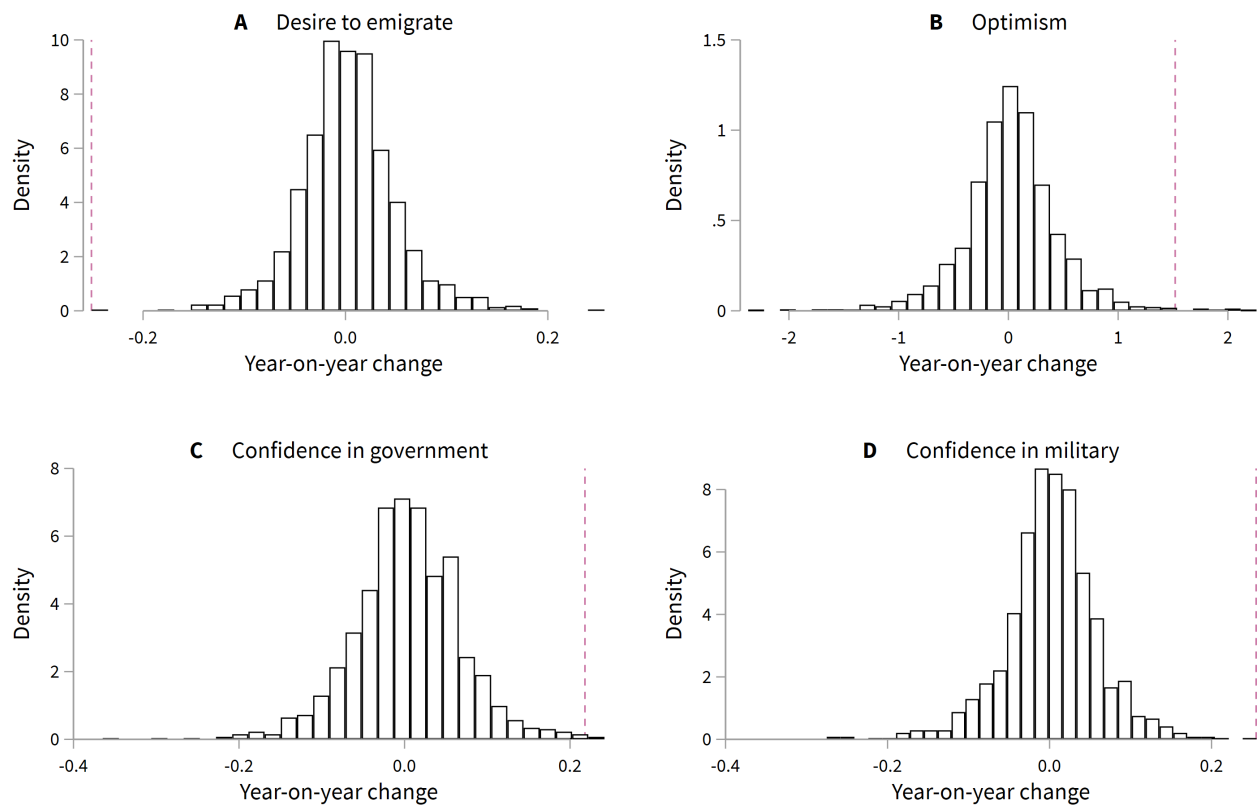 A Desire to emigrate
10
8
6
4
2
0
Density
-0.2 0.0 0.2
Year-on-year change
B Optimism
1.5
1
.5
0
Density
-2 -1 0 1 2
Year-on-year change
C Confidence in government
8
6
4
2
0
Density
-0.4 -0.2 0.0 0.2
Year-on-year change
D Confidence in military
8
6
4
2
0
Density
-0.4 -0.2 0.0 0.2
Year-on-year change